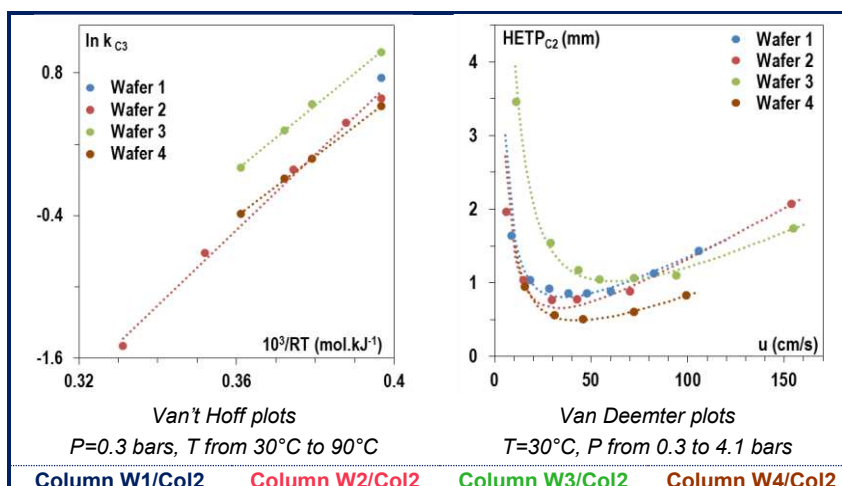 ln k C3
0.8
-0.4
-1.6
Wafer 1
Wafer 2
Wafer 3
Wafer 4
10³/RT (mol.kJ⁻¹)
0.32
0.36
0.4
HETP C2 (mm)
4
3
2
1
0
Wafer 1
Wafer 2
Wafer 3
Wafer 4
u (cm/s)
0
50
100
150
Van't Hoff plots
P=0.3 bars, T from 30°C to 90°C
Van Deemter plots
T=30°C, P from 0.3 to 4.1 bars
Column W1/Col2 Column W2/Col2 Column W3/Col2 Column W4/Col2